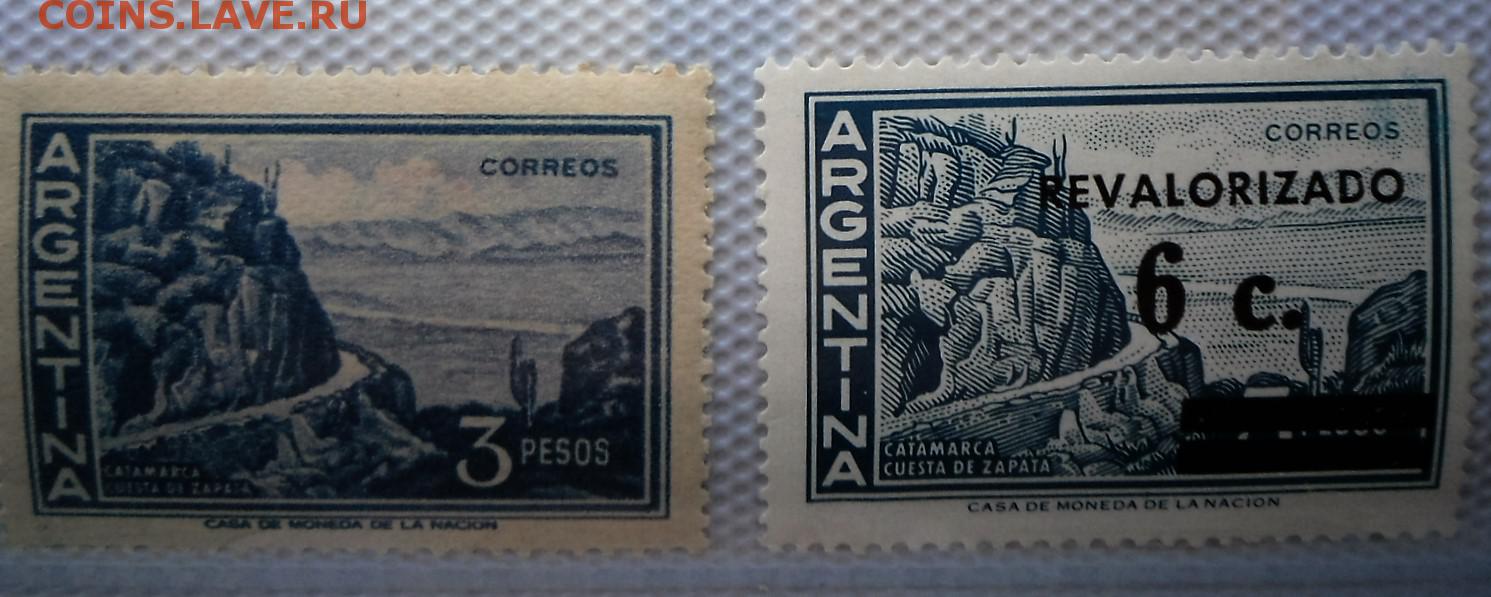 COINS.LAVE.RU
ARGENTINA
CORREOS
3 PESOS
CATAMARCA
CUESTA DE ZAPATA
CASA DE MONEDA DE LA NACION
ARGENTINA
CORREOS
REVALORIZADO
6 c.
CATAMARCA
CUESTA DE ZAPATA
CASA DE MONEDA DE LA NACION